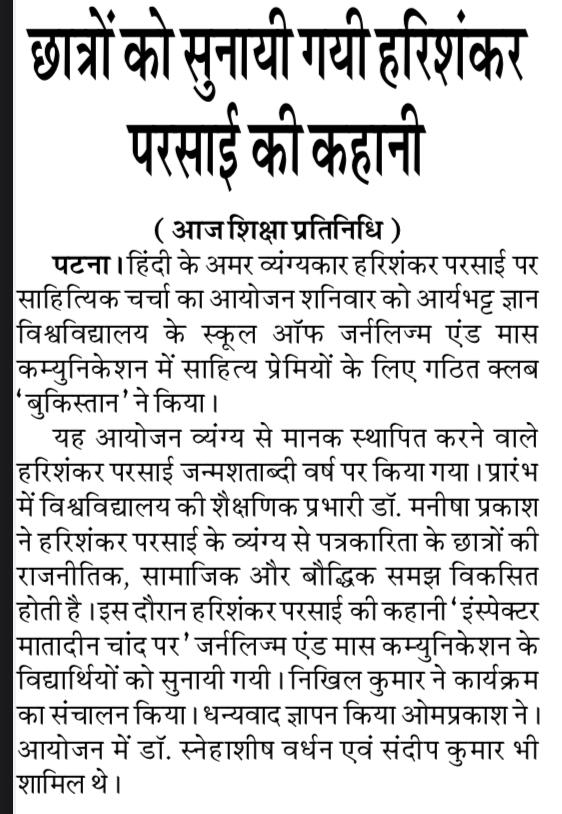 छात्रों को सुनायी गयी हरिशंकर
परसाई की कहानी
( आज शिक्षा प्रतिनिधि )
पटना। हिंदी के अमर व्यंग्यकार हरिशंकर परसाई पर
साहित्यिक चर्चा का आयोजन शनिवार को आर्यभट्ट ज्ञान
विश्वविद्यालय के स्कूल ऑफ जर्नलिज्म एंड मास
कम्युनिकेशन में साहित्य प्रेमियों के लिए गठित क्लब
‘बुकिस्तान’ ने किया।
यह आयोजन व्यंग्य से मानक स्थापित करने वाले
हरिशंकर परसाई जन्मशताब्दी वर्ष पर किया गया। प्रारंभ
में विश्वविद्यालय की शैक्षणिक प्रभारी डॉ. मनीषा प्रकाश
ने हरिशंकर परसाई के व्यंग्य से पत्रकारिता के छात्रों की
राजनीतिक, सामाजिक और बौद्धिक समझ विकसित
होती है। इस दौरान हरिशंकर परसाई की कहानी ‘इंस्पेक्टर
मातादीन चांद पर’ जर्नलिज्म एंड मास कम्युनिकेशन के
विद्यार्थियों को सुनायी गयी। निखिल कुमार ने कार्यक्रम
का संचालन किया। धन्यवाद ज्ञापन किया ओमप्रकाश ने।
आयोजन में डॉ. स्नेहाशीष वर्धन एवं संदीप कुमार भी
शामिल थे।